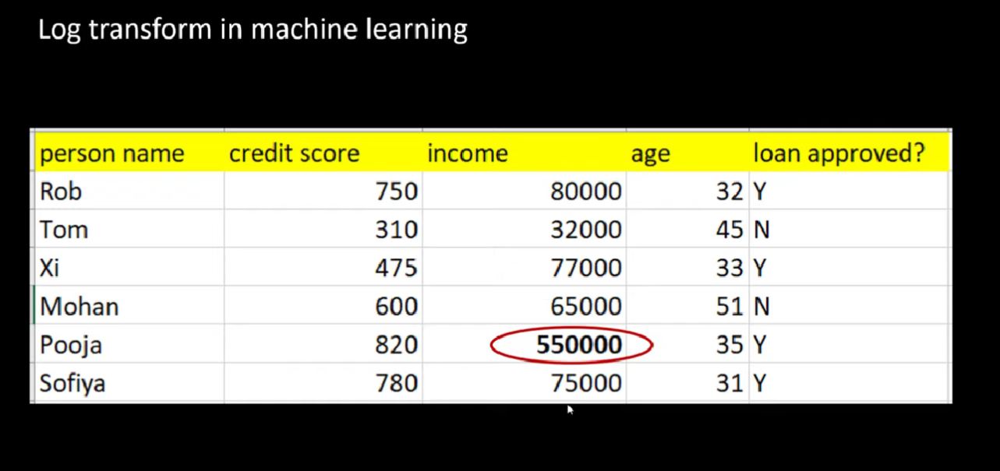 Log transform in machine learning
person name credit score income age loan approved?
Rob 750 80000 32 Y
Tom 310 32000 45 N
Xi 475 77000 33 Y
Mohan 600 65000 51 N
Pooja 820 550000 35 Y
Sofiya 780 75000 31 Y